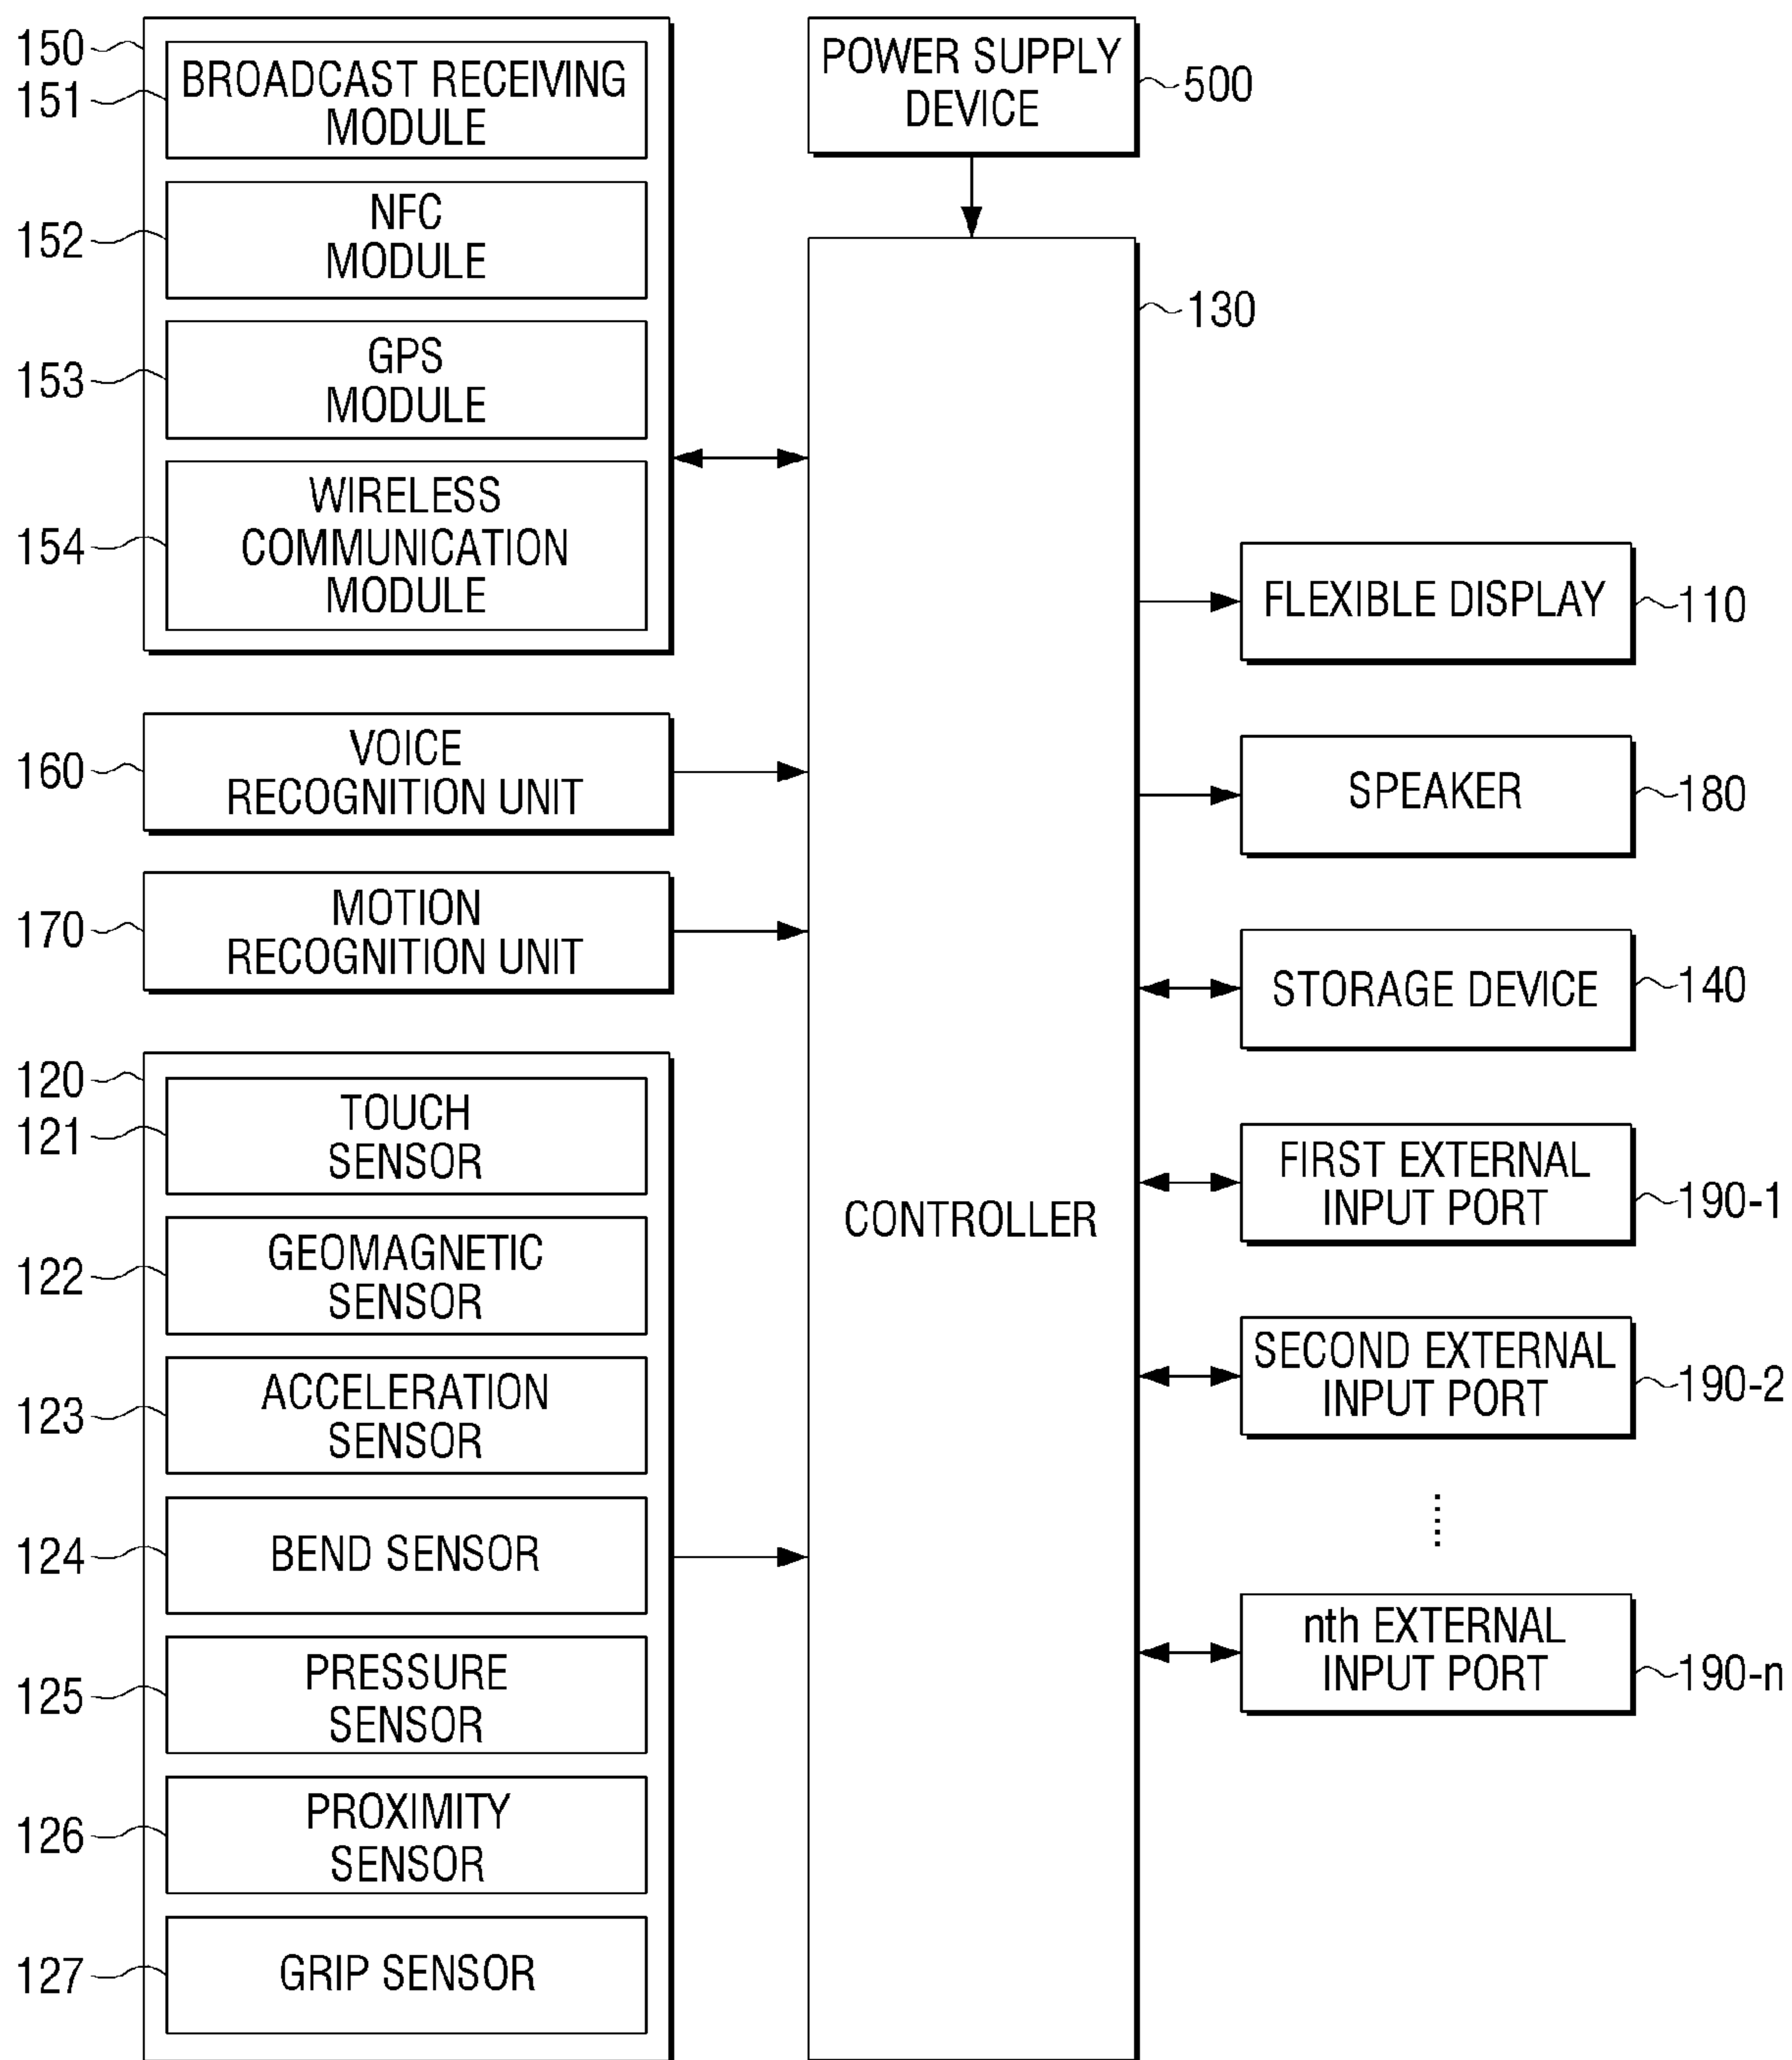 150
151
BROADCAST RECEIVING
MODULE
152
NFC
MODULE
153
GPS
MODULE
154
WIRELESS
COMMUNICATION
MODULE
160
VOICE
RECOGNITION UNIT
170
MOTION
RECOGNITION UNIT
120
121
TOUCH
SENSOR
122
GEOMAGNETIC
SENSOR
123
ACCELERATION
SENSOR
124
BEND SENSOR
125
PRESSURE
SENSOR
126
PROXIMITY
SENSOR
127
GRIP SENSOR
POWER SUPPLY
DEVICE
500
130
CONTROLLER
FLEXIBLE DISPLAY
110
SPEAKER
180
STORAGE DEVICE
140
FIRST EXTERNAL
INPUT PORT
190-1
SECOND EXTERNAL
INPUT PORT
190-2
nth EXTERNAL
INPUT PORT
190-n